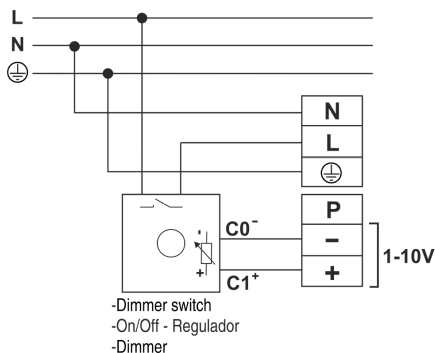 L
N
N
L
P
-
+
1-10V
C0-
C1+
-
+
-Dimmer switch
-On/Off - Regulador
-Dimmer